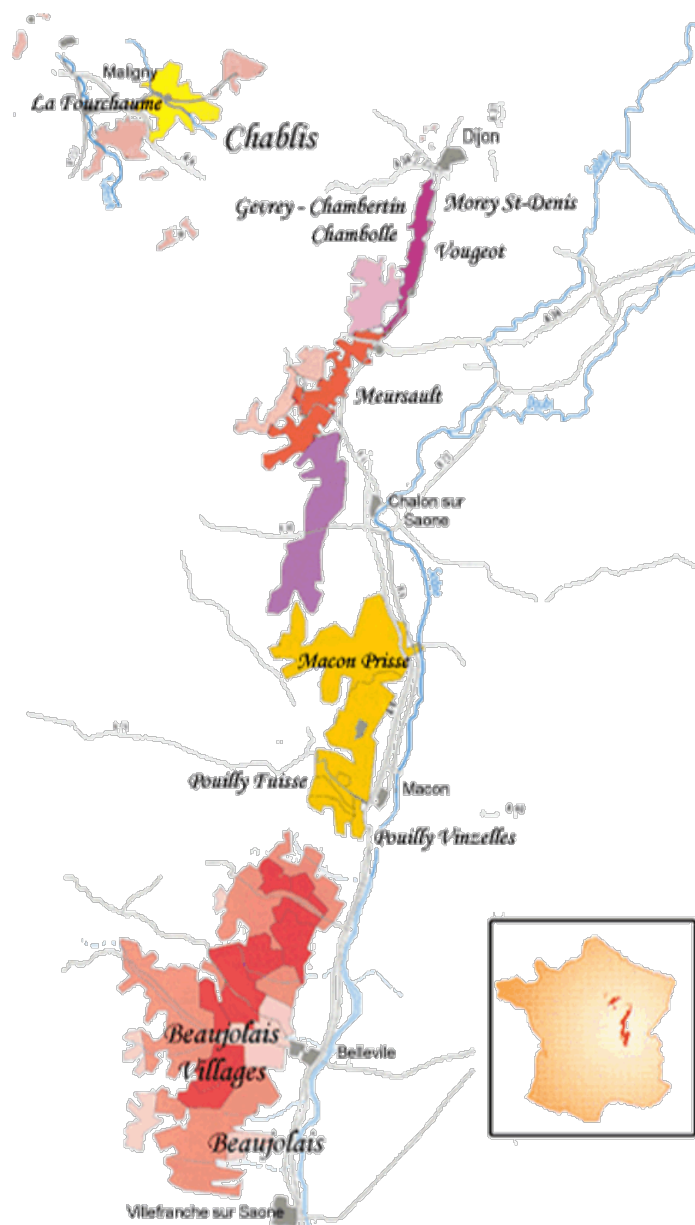 Maligny
La Fourchaume
Chablis
Dijon
Gevrey - Chambertin
Morey St-Denis
Chambolle
Vougeot
Meursault
Chalon sur
Saone
Macon Prisse
Pouilly Fuisse
Macon
Pouilly Vinzelles
Beaujolais
Villages
Belleville
Beaujolais
Villefranche sur Saone